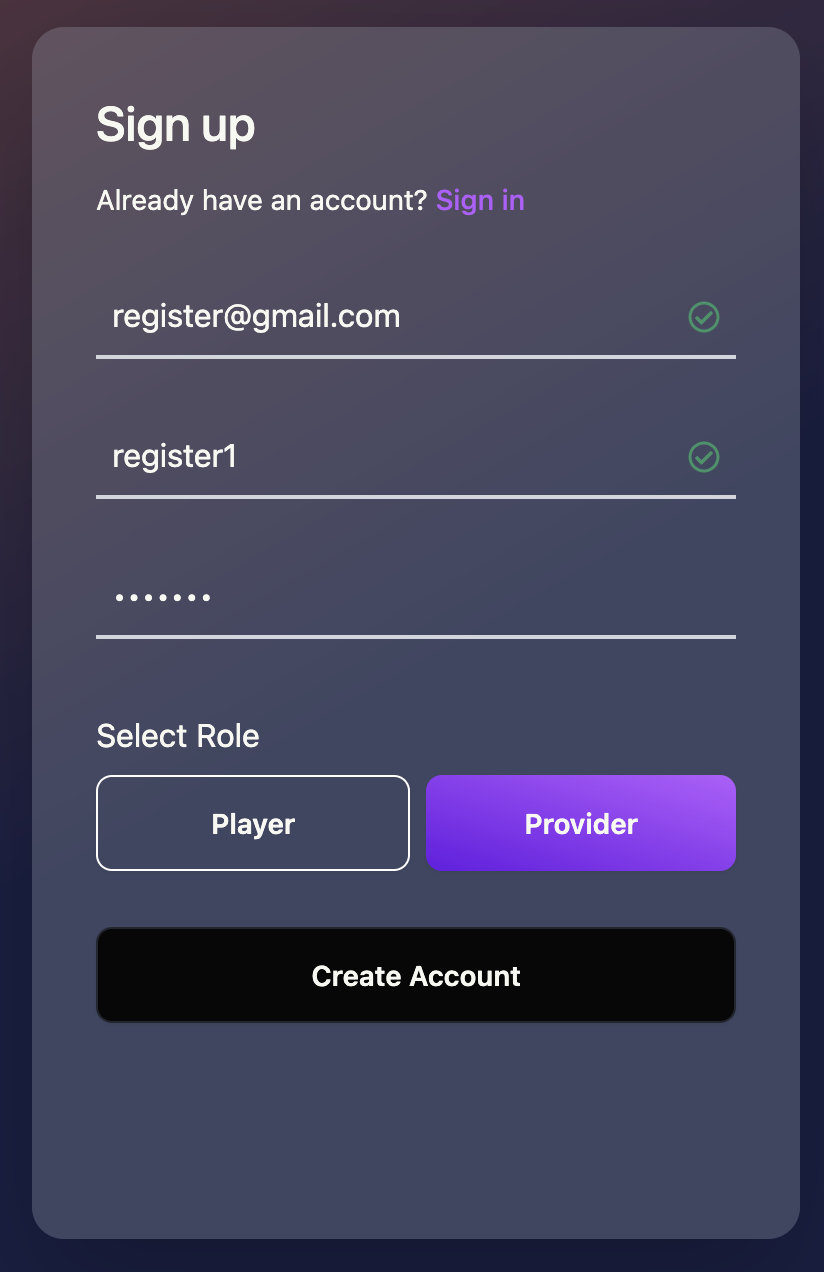 Sign up
Already have an account? Sign in
register@gmail.com
register1
•••••••
Select Role
Player Provider
Create Account